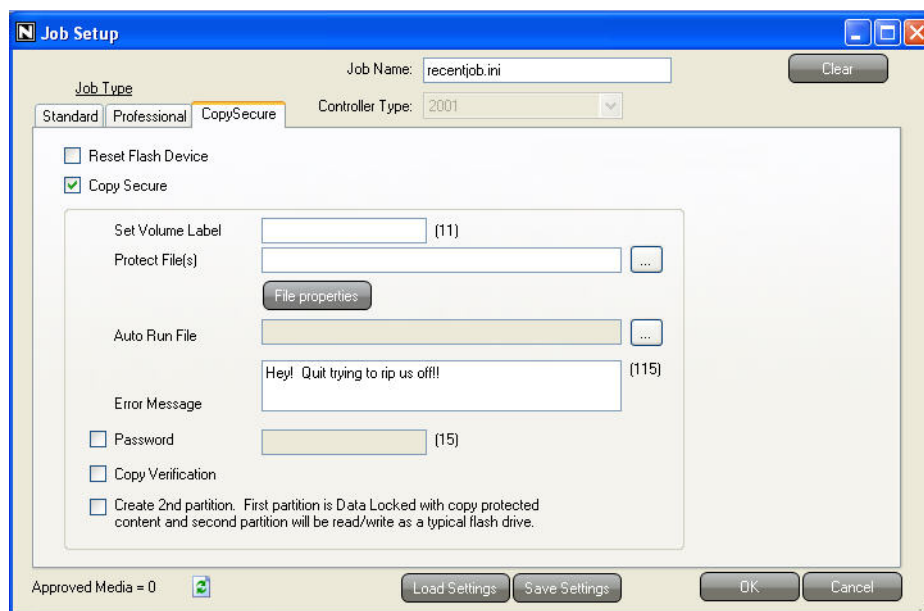 N Job Setup
Job Name: recentjob.ini
Clear
Job Type
Controller Type: 2001
Standard Professional CopySecure
Reset Flash Device
Copy Secure
Set Volume Label (11)
Protect File(s) ...
File properties
Auto Run File ...
Hey!  Quit trying to rip us off!! (115)
Error Message
Password (15)
Copy Verification
Create 2nd partition.  First partition is Data Locked with copy protected
content and second partition will be read/write as a typical flash drive.
Approved Media = 0 Load Settings Save Settings OK Cancel